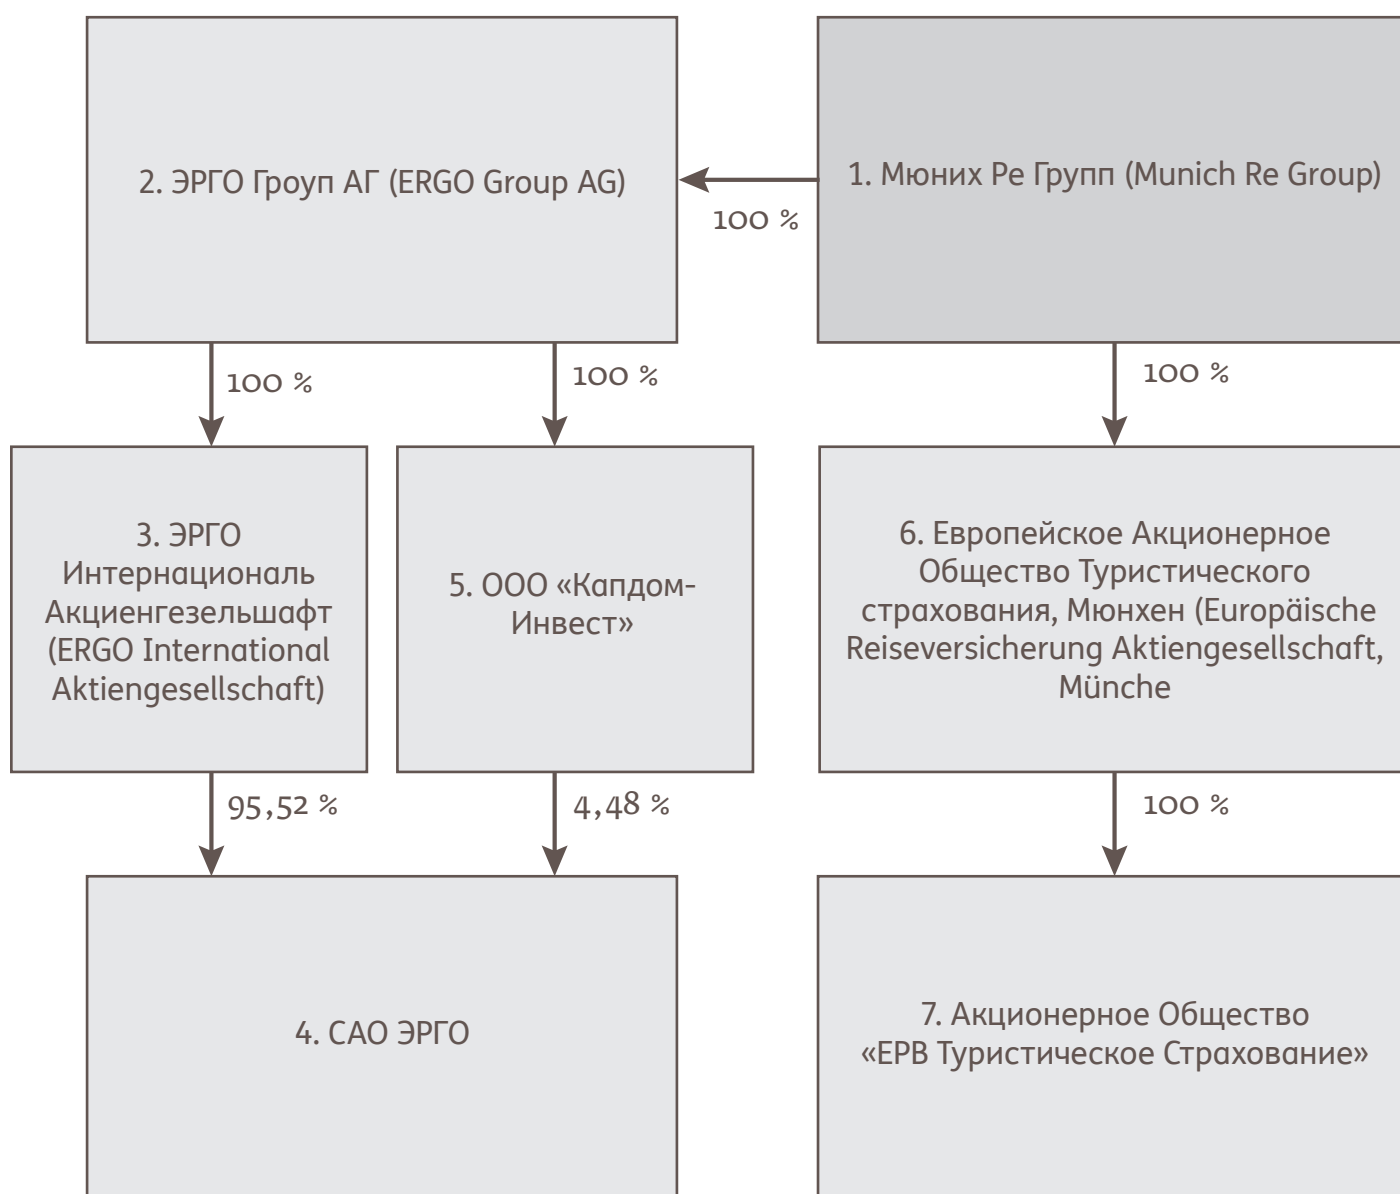 2. ЭРГО Гроуп АГ (ERGO Group AG)
1. Мюних Ре Групп (Munich Re Group)
100 %
100 %
100 %
100 %
3. ЭРГО
Интернациональ
Акциенгезельшафт
(ERGO International
Aktiengesellschaft)
5. ООО «Капдом-
Инвест»
6. Европейское Акционерное
Общество Туристического
страхования, Мюнхен (Europäische
Reiseversicherung Aktiengesellschaft,
Münche
95,52 %
4,48 %
100 %
4. САО ЭРГО
7. Акционерное Общество
«ЕРВ Туристическое Страхование»